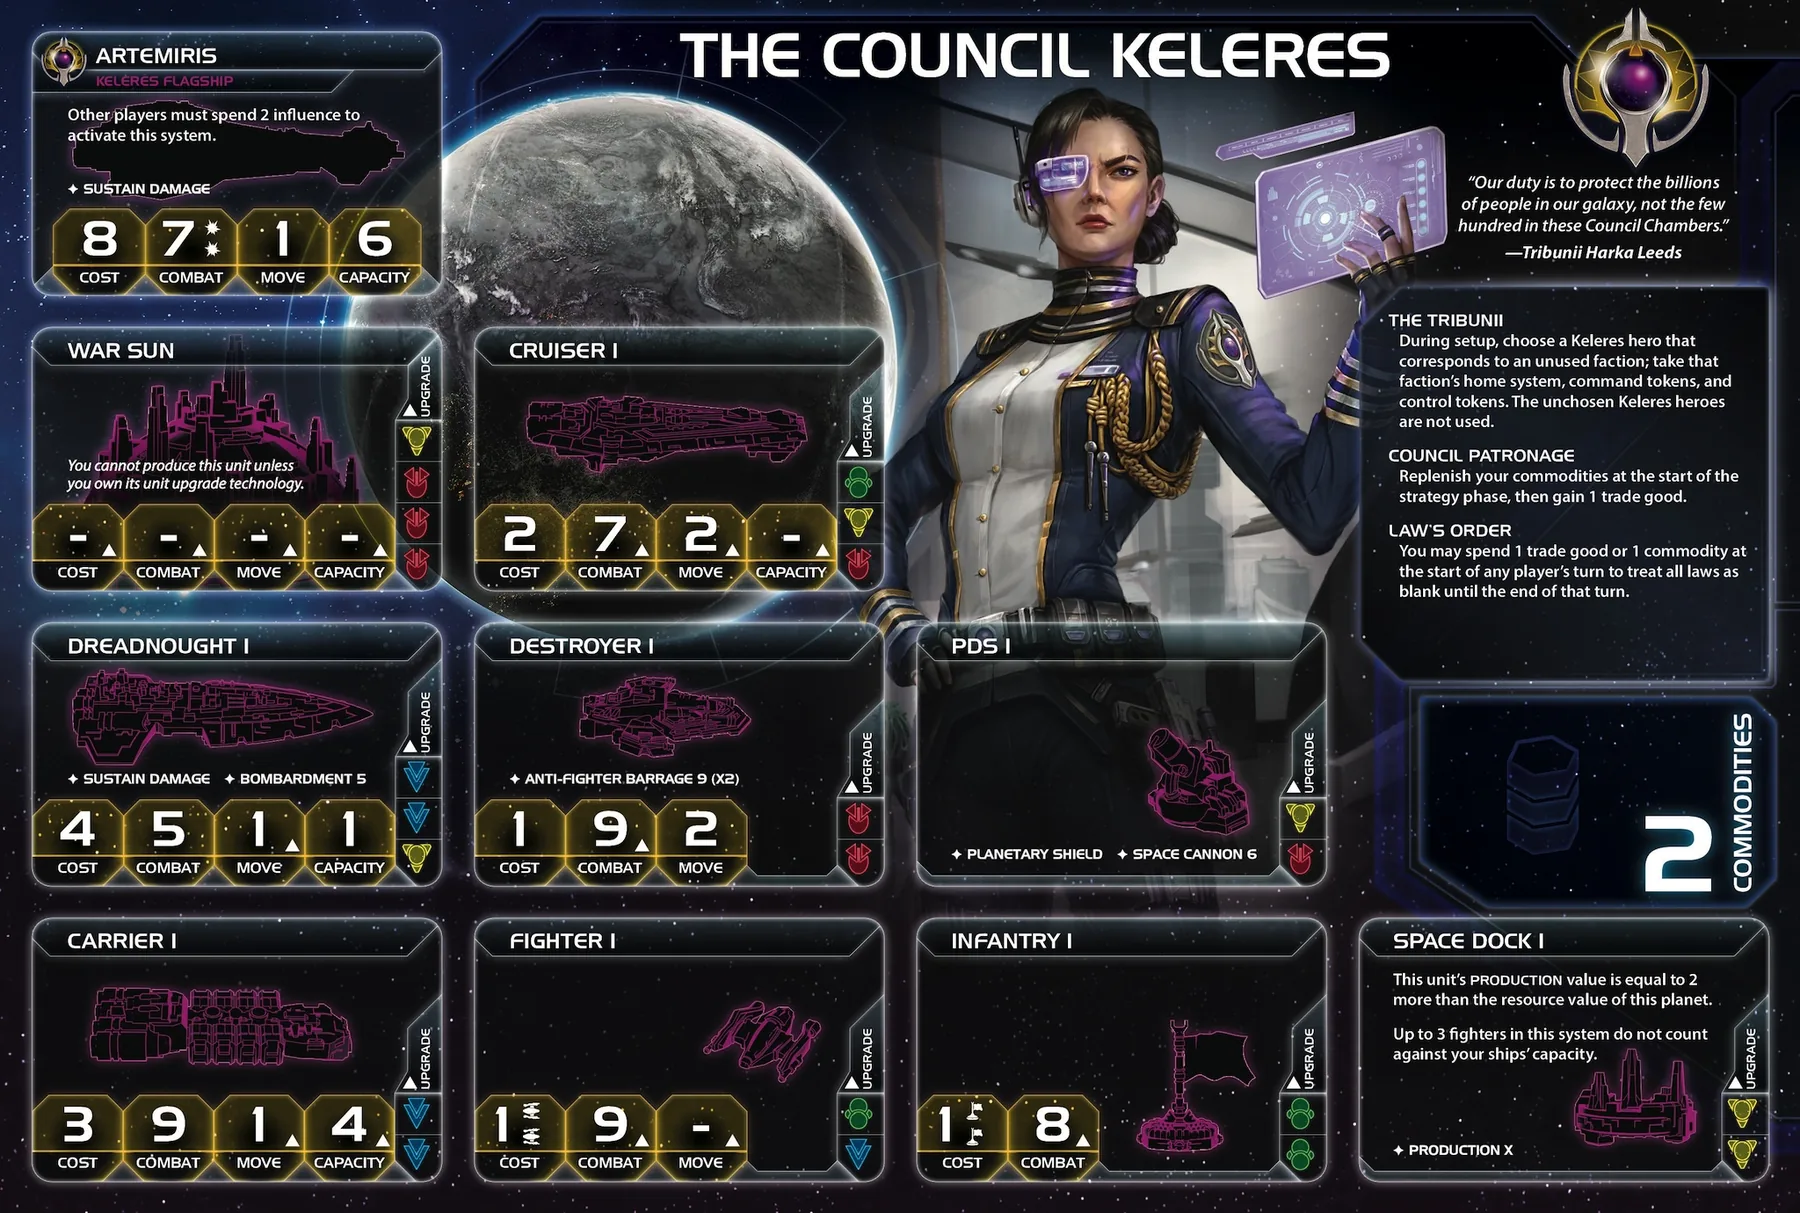 THE COUNCIL KELERES
ARTEMIRIS
KELERES FLAGSHIP
Other players must spend 2 influence to
activate this system.
✦ SUSTAIN DAMAGE
8 7 1 6
COST COMBAT MOVE CAPACITY
“Our duty is to protect the billions
of people in our galaxy, not the few
hundred in these Council Chambers.”
—Tribunii Harka Leeds
WAR SUN
You cannot produce this unit unless
you own its unit upgrade technology.
- - - -
COST COMBAT MOVE CAPACITY
UPGRADE
CRUISER I
2 7 2 -
COST COMBAT MOVE CAPACITY
UPGRADE
THE TRIBUNII
During setup, choose a Keleres hero that
corresponds to an unused faction; take that
faction’s home system, command tokens, and
control tokens. The unchosen Keleres heroes
are not used.
COUNCIL PATRONAGE
Replenish your commodities at the start of the
strategy phase, then gain 1 trade good.
LAW’S ORDER
You may spend 1 trade good or 1 commodity at
the start of any player’s turn to treat all laws as
blank until the end of that turn.
DREADNOUGHT I
✦ SUSTAIN DAMAGE ✦ BOMBARDMENT 5
4 5 1 1
COST COMBAT MOVE CAPACITY
UPGRADE
DESTROYER I
✦ ANTI-FIGHTER BARRAGE 9 (X2)
1 9 2
COST COMBAT MOVE
UPGRADE
PDS I
✦ PLANETARY SHIELD ✦ SPACE CANNON 6
UPGRADE
2
COMMODITIES
CARRIER I
3 9 1 4
COST COMBAT MOVE CAPACITY
UPGRADE
FIGHTER I
1 9 -
COST COMBAT MOVE
UPGRADE
INFANTRY I
1 8
COST COMBAT
UPGRADE
SPACE DOCK I
This unit’s PRODUCTION value is equal to 2
more than the resource value of this planet.
Up to 3 fighters in this system do not count
against your ships’ capacity.
✦ PRODUCTION X
UPGRADE